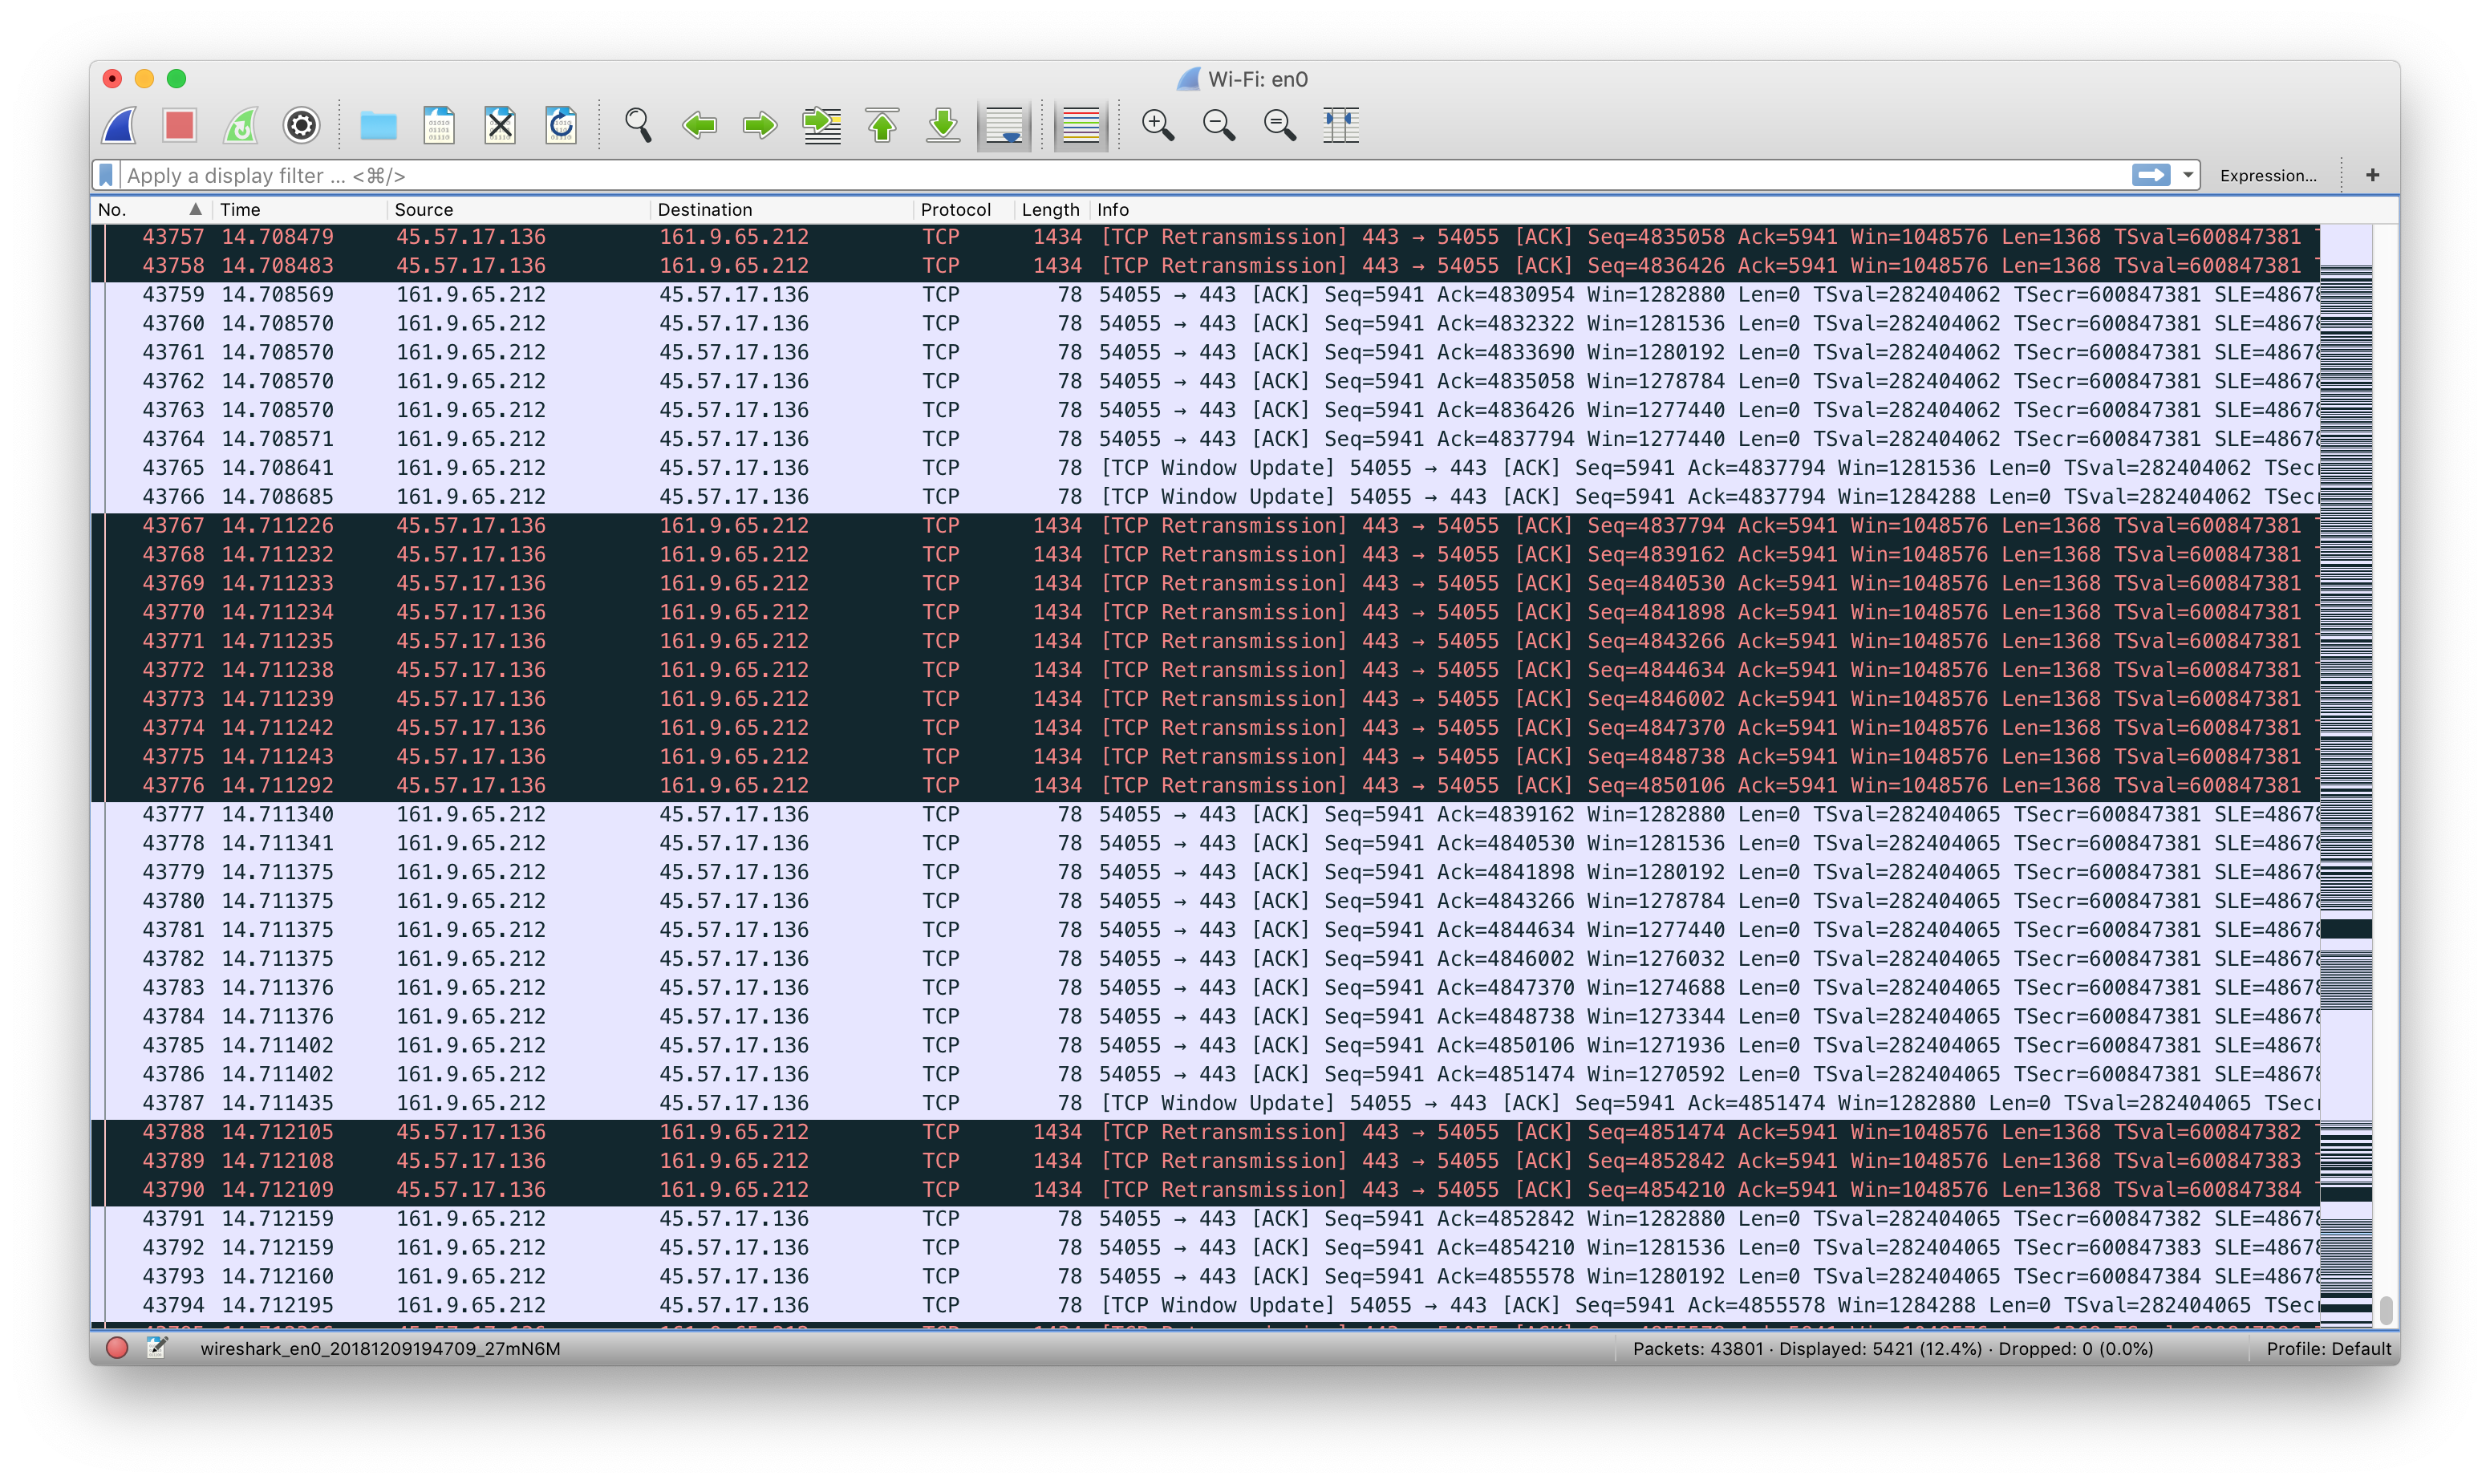 Wi-Fi: en0
Apply a display filter ... <⌘/>
Expression...
+
No. Time Source Destination Protocol Length Info
43757 14.708479 45.57.17.136 161.9.65.212 TCP 1434 [TCP Retransmission] 443 → 54055 [ACK] Seq=4835058 Ack=5941 Win=1048576 Len=1368 TSval=600847381
43758 14.708483 45.57.17.136 161.9.65.212 TCP 1434 [TCP Retransmission] 443 → 54055 [ACK] Seq=4836426 Ack=5941 Win=1048576 Len=1368 TSval=600847381
43759 14.708569 161.9.65.212 45.57.17.136 TCP 78 54055 → 443 [ACK] Seq=5941 Ack=4830954 Win=1282880 Len=0 TSval=282404062 TSecr=600847381 SLE=4867
43760 14.708570 161.9.65.212 45.57.17.136 TCP 78 54055 → 443 [ACK] Seq=5941 Ack=4832322 Win=1281536 Len=0 TSval=282404062 TSecr=600847381 SLE=4867
43761 14.708570 161.9.65.212 45.57.17.136 TCP 78 54055 → 443 [ACK] Seq=5941 Ack=4833690 Win=1280192 Len=0 TSval=282404062 TSecr=600847381 SLE=4867
43762 14.708570 161.9.65.212 45.57.17.136 TCP 78 54055 → 443 [ACK] Seq=5941 Ack=4835058 Win=1278784 Len=0 TSval=282404062 TSecr=600847381 SLE=4867
43763 14.708570 161.9.65.212 45.57.17.136 TCP 78 54055 → 443 [ACK] Seq=5941 Ack=4836426 Win=1277440 Len=0 TSval=282404062 TSecr=600847381 SLE=4867
43764 14.708571 161.9.65.212 45.57.17.136 TCP 78 54055 → 443 [ACK] Seq=5941 Ack=4837794 Win=1277440 Len=0 TSval=282404062 TSecr=600847381 SLE=4867
43765 14.708641 161.9.65.212 45.57.17.136 TCP 78 [TCP Window Update] 54055 → 443 [ACK] Seq=5941 Ack=4837794 Win=1281536 Len=0 TSval=282404062 TSec
43766 14.708685 161.9.65.212 45.57.17.136 TCP 78 [TCP Window Update] 54055 → 443 [ACK] Seq=5941 Ack=4837794 Win=1284288 Len=0 TSval=282404062 TSec
43767 14.711226 45.57.17.136 161.9.65.212 TCP 1434 [TCP Retransmission] 443 → 54055 [ACK] Seq=4837794 Ack=5941 Win=1048576 Len=1368 TSval=600847381
43768 14.711232 45.57.17.136 161.9.65.212 TCP 1434 [TCP Retransmission] 443 → 54055 [ACK] Seq=4839162 Ack=5941 Win=1048576 Len=1368 TSval=600847381
43769 14.711233 45.57.17.136 161.9.65.212 TCP 1434 [TCP Retransmission] 443 → 54055 [ACK] Seq=4840530 Ack=5941 Win=1048576 Len=1368 TSval=600847381
43770 14.711234 45.57.17.136 161.9.65.212 TCP 1434 [TCP Retransmission] 443 → 54055 [ACK] Seq=4841898 Ack=5941 Win=1048576 Len=1368 TSval=600847381
43771 14.711235 45.57.17.136 161.9.65.212 TCP 1434 [TCP Retransmission] 443 → 54055 [ACK] Seq=4843266 Ack=5941 Win=1048576 Len=1368 TSval=600847381
43772 14.711238 45.57.17.136 161.9.65.212 TCP 1434 [TCP Retransmission] 443 → 54055 [ACK] Seq=4844634 Ack=5941 Win=1048576 Len=1368 TSval=600847381
43773 14.711239 45.57.17.136 161.9.65.212 TCP 1434 [TCP Retransmission] 443 → 54055 [ACK] Seq=4846002 Ack=5941 Win=1048576 Len=1368 TSval=600847381
43774 14.711242 45.57.17.136 161.9.65.212 TCP 1434 [TCP Retransmission] 443 → 54055 [ACK] Seq=4847370 Ack=5941 Win=1048576 Len=1368 TSval=600847381
43775 14.711243 45.57.17.136 161.9.65.212 TCP 1434 [TCP Retransmission] 443 → 54055 [ACK] Seq=4848738 Ack=5941 Win=1048576 Len=1368 TSval=600847381
43776 14.711292 45.57.17.136 161.9.65.212 TCP 1434 [TCP Retransmission] 443 → 54055 [ACK] Seq=4850106 Ack=5941 Win=1048576 Len=1368 TSval=600847381
43777 14.711340 161.9.65.212 45.57.17.136 TCP 78 54055 → 443 [ACK] Seq=5941 Ack=4839162 Win=1282880 Len=0 TSval=282404065 TSecr=600847381 SLE=4867
43778 14.711341 161.9.65.212 45.57.17.136 TCP 78 54055 → 443 [ACK] Seq=5941 Ack=4840530 Win=1281536 Len=0 TSval=282404065 TSecr=600847381 SLE=4867
43779 14.711375 161.9.65.212 45.57.17.136 TCP 78 54055 → 443 [ACK] Seq=5941 Ack=4841898 Win=1280192 Len=0 TSval=282404065 TSecr=600847381 SLE=4867
43780 14.711375 161.9.65.212 45.57.17.136 TCP 78 54055 → 443 [ACK] Seq=5941 Ack=4843266 Win=1278784 Len=0 TSval=282404065 TSecr=600847381 SLE=4867
43781 14.711375 161.9.65.212 45.57.17.136 TCP 78 54055 → 443 [ACK] Seq=5941 Ack=4844634 Win=1277440 Len=0 TSval=282404065 TSecr=600847381 SLE=4867
43782 14.711375 161.9.65.212 45.57.17.136 TCP 78 54055 → 443 [ACK] Seq=5941 Ack=4846002 Win=1276032 Len=0 TSval=282404065 TSecr=600847381 SLE=4867
43783 14.711376 161.9.65.212 45.57.17.136 TCP 78 54055 → 443 [ACK] Seq=5941 Ack=4847370 Win=1274688 Len=0 TSval=282404065 TSecr=600847381 SLE=4867
43784 14.711376 161.9.65.212 45.57.17.136 TCP 78 54055 → 443 [ACK] Seq=5941 Ack=4848738 Win=1273344 Len=0 TSval=282404065 TSecr=600847381 SLE=4867
43785 14.711402 161.9.65.212 45.57.17.136 TCP 78 54055 → 443 [ACK] Seq=5941 Ack=4850106 Win=1271936 Len=0 TSval=282404065 TSecr=600847381 SLE=4867
43786 14.711402 161.9.65.212 45.57.17.136 TCP 78 54055 → 443 [ACK] Seq=5941 Ack=4851474 Win=1270592 Len=0 TSval=282404065 TSecr=600847381 SLE=4867
43787 14.711435 161.9.65.212 45.57.17.136 TCP 78 [TCP Window Update] 54055 → 443 [ACK] Seq=5941 Ack=4851474 Win=1282880 Len=0 TSval=282404065 TSec
43788 14.712105 45.57.17.136 161.9.65.212 TCP 1434 [TCP Retransmission] 443 → 54055 [ACK] Seq=4851474 Ack=5941 Win=1048576 Len=1368 TSval=600847382
43789 14.712108 45.57.17.136 161.9.65.212 TCP 1434 [TCP Retransmission] 443 → 54055 [ACK] Seq=4852842 Ack=5941 Win=1048576 Len=1368 TSval=600847383
43790 14.712109 45.57.17.136 161.9.65.212 TCP 1434 [TCP Retransmission] 443 → 54055 [ACK] Seq=4854210 Ack=5941 Win=1048576 Len=1368 TSval=600847384
43791 14.712159 161.9.65.212 45.57.17.136 TCP 78 54055 → 443 [ACK] Seq=5941 Ack=4852842 Win=1282880 Len=0 TSval=282404065 TSecr=600847382 SLE=4867
43792 14.712159 161.9.65.212 45.57.17.136 TCP 78 54055 → 443 [ACK] Seq=5941 Ack=4854210 Win=1281536 Len=0 TSval=282404065 TSecr=600847383 SLE=4867
43793 14.712160 161.9.65.212 45.57.17.136 TCP 78 54055 → 443 [ACK] Seq=5941 Ack=4855578 Win=1280192 Len=0 TSval=282404065 TSecr=600847384 SLE=4867
43794 14.712195 161.9.65.212 45.57.17.136 TCP 78 [TCP Window Update] 54055 → 443 [ACK] Seq=5941 Ack=4855578 Win=1284288 Len=0 TSval=282404065 TSec
wireshark_en0_20181209194709_27mN6M
Packets: 43801 · Displayed: 5421 (12.4%) · Dropped: 0 (0.0%)
Profile: Default